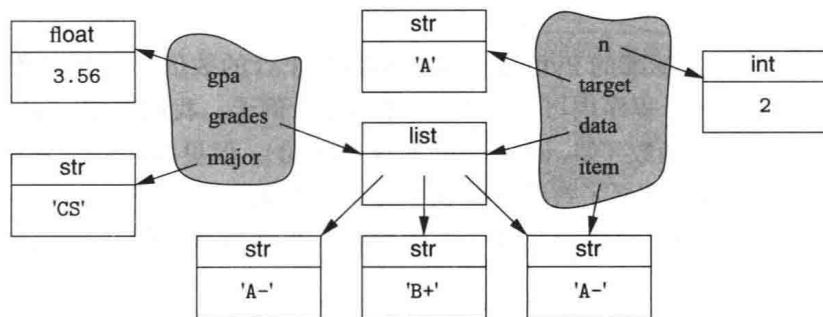 float
3.56
gpa
grades
major
str
'CS'
str
'A'
list
n
target
data
item
int
2
str
'A-'
str
'B+'
str
'A-'